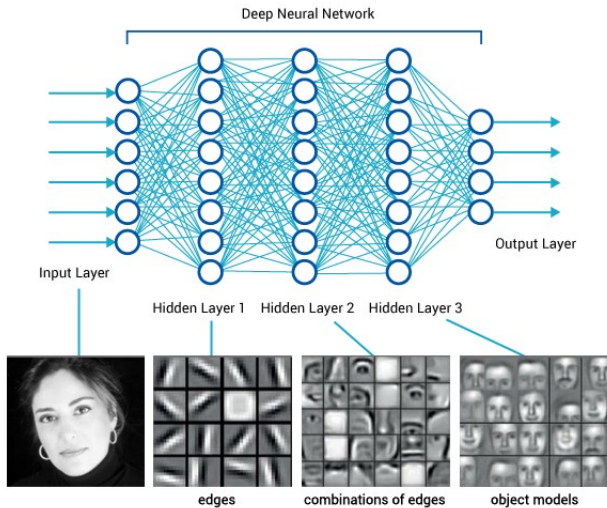 Deep Neural Network
Input Layer
Output Layer
Hidden Layer 1
Hidden Layer 2
Hidden Layer 3
edges
combinations of edges
object models